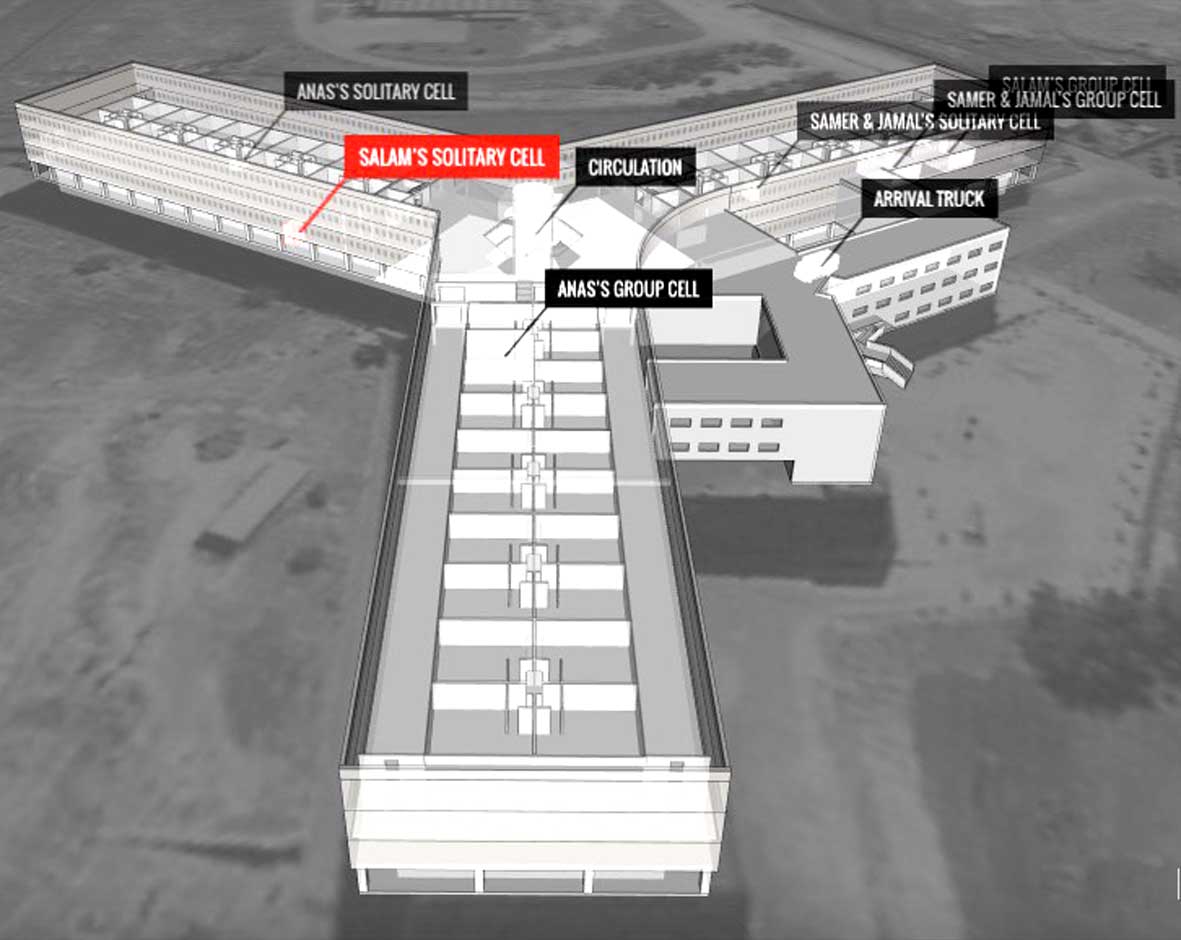 SALAM'S GROUP CELL
ANAS'S SOLITARY CELL
SAMER & JAMAL'S GROUP CELL
SAMER & JAMAL'S SOLITARY CELL
SALAM'S SOLITARY CELL
CIRCULATION
ARRIVAL TRUCK
ANAS'S GROUP CELL